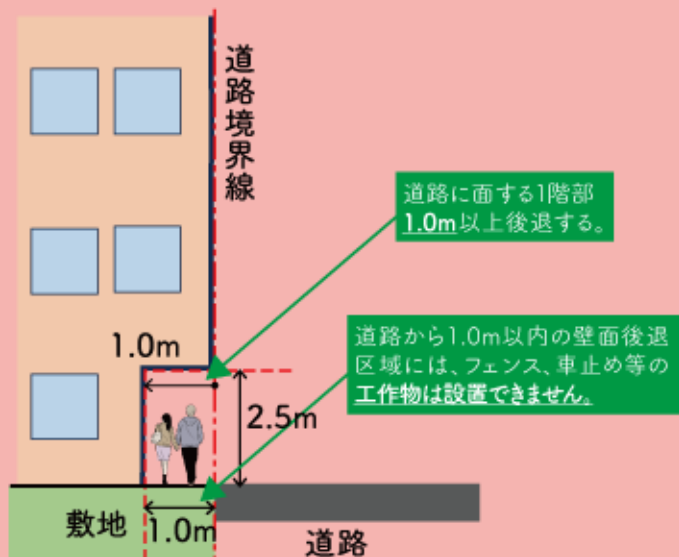 道路境界線
道路に面する1階部
1.0m以上後退する。
1.0m
道路から1.0m以内の壁面後退
区域には、フェンス、車止め等の
工作物は設置できません。
2.5m
敷地
1.0m
道路